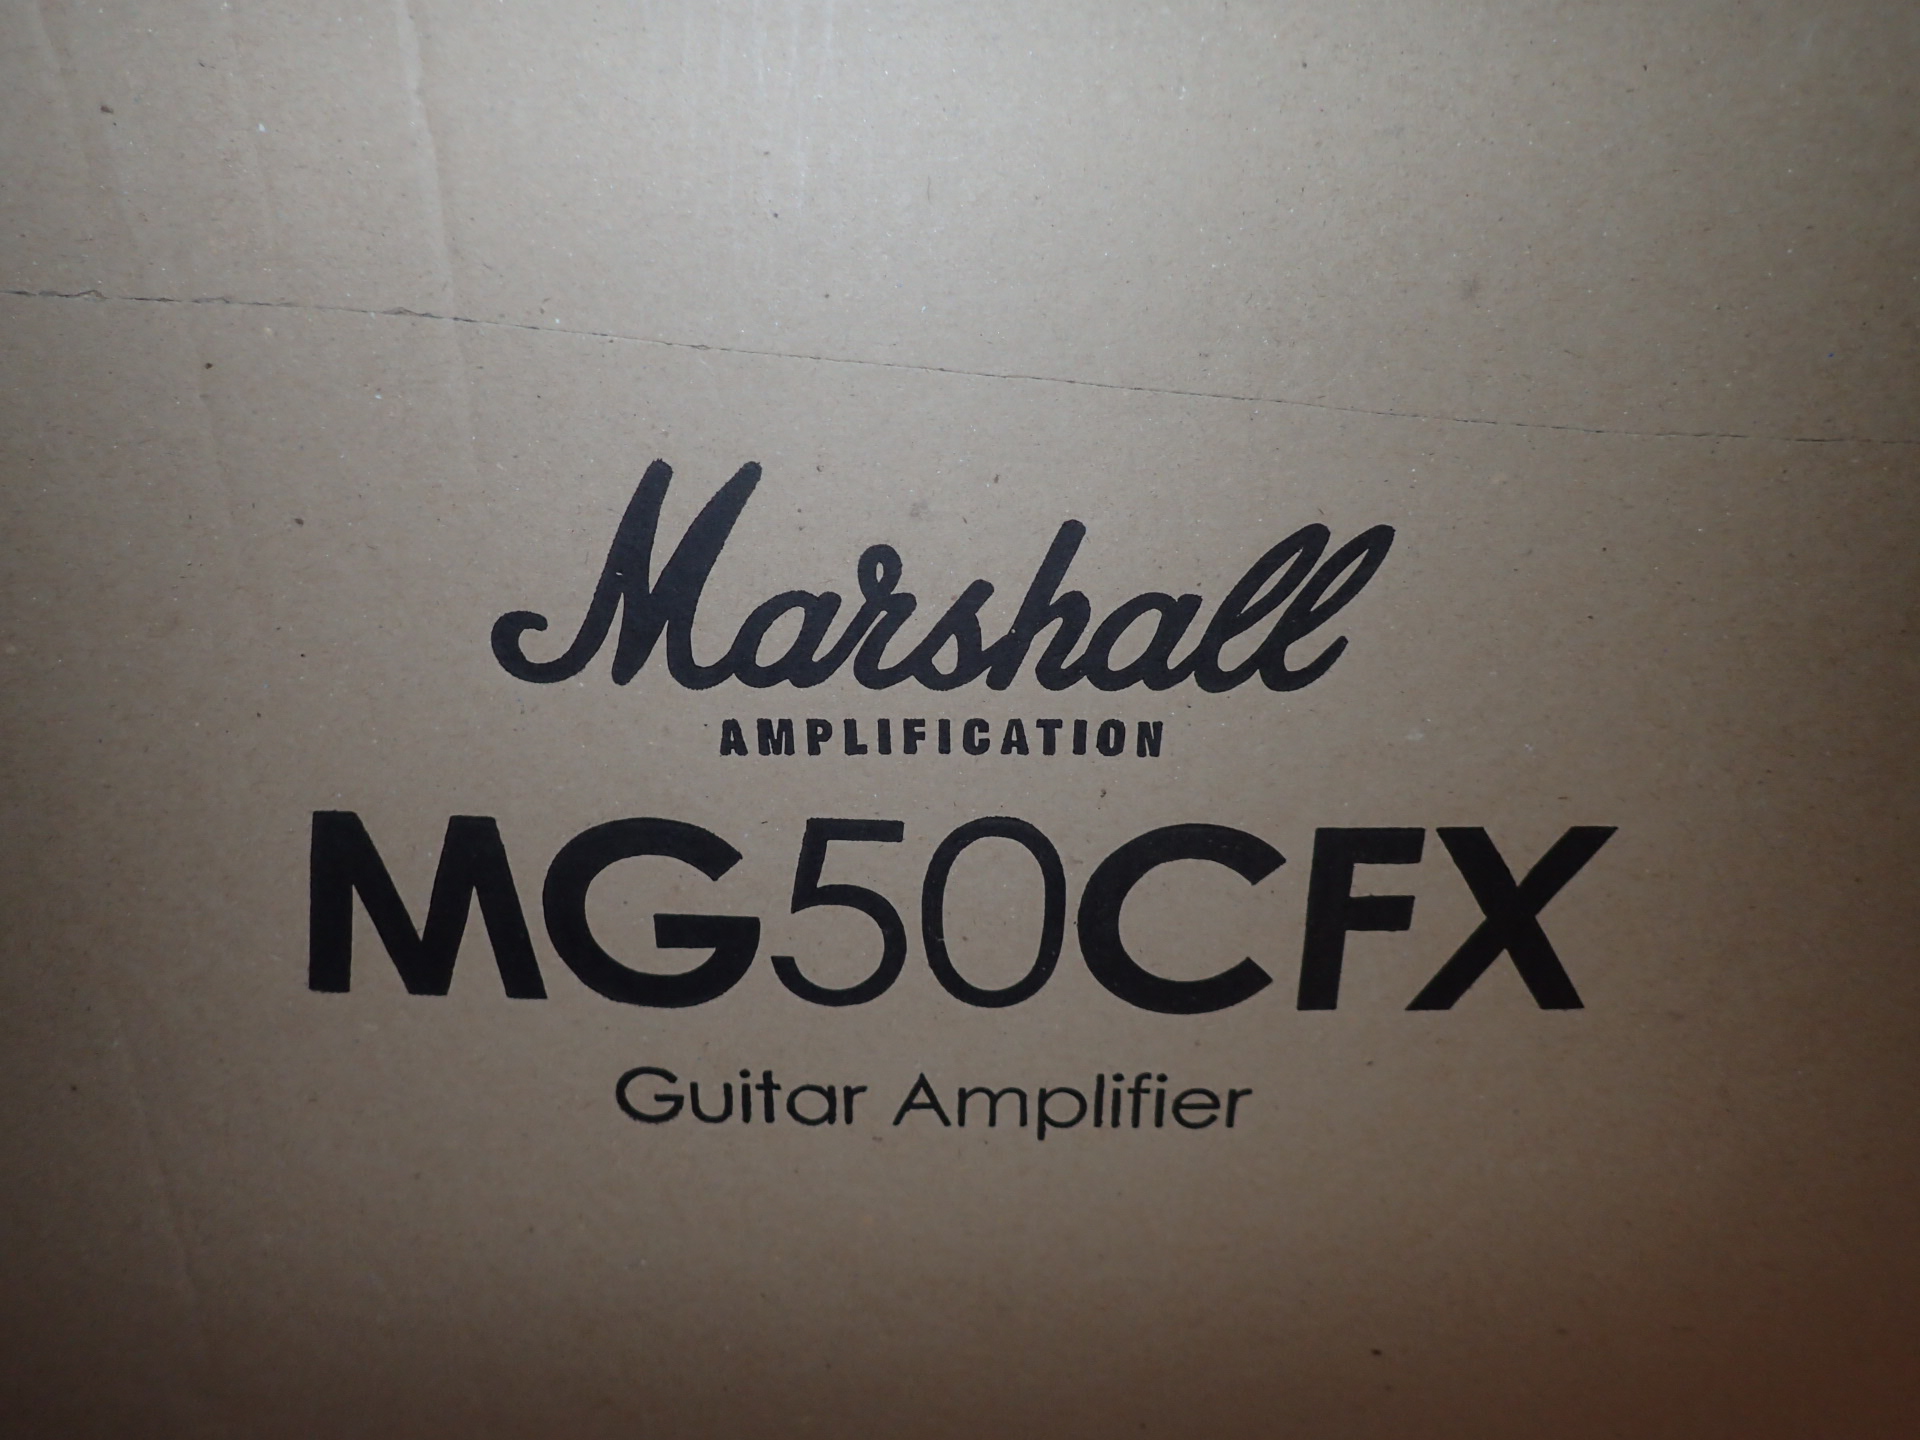 Marshall
AMPLIFICATION
MG50CFX
Guitar Amplifier